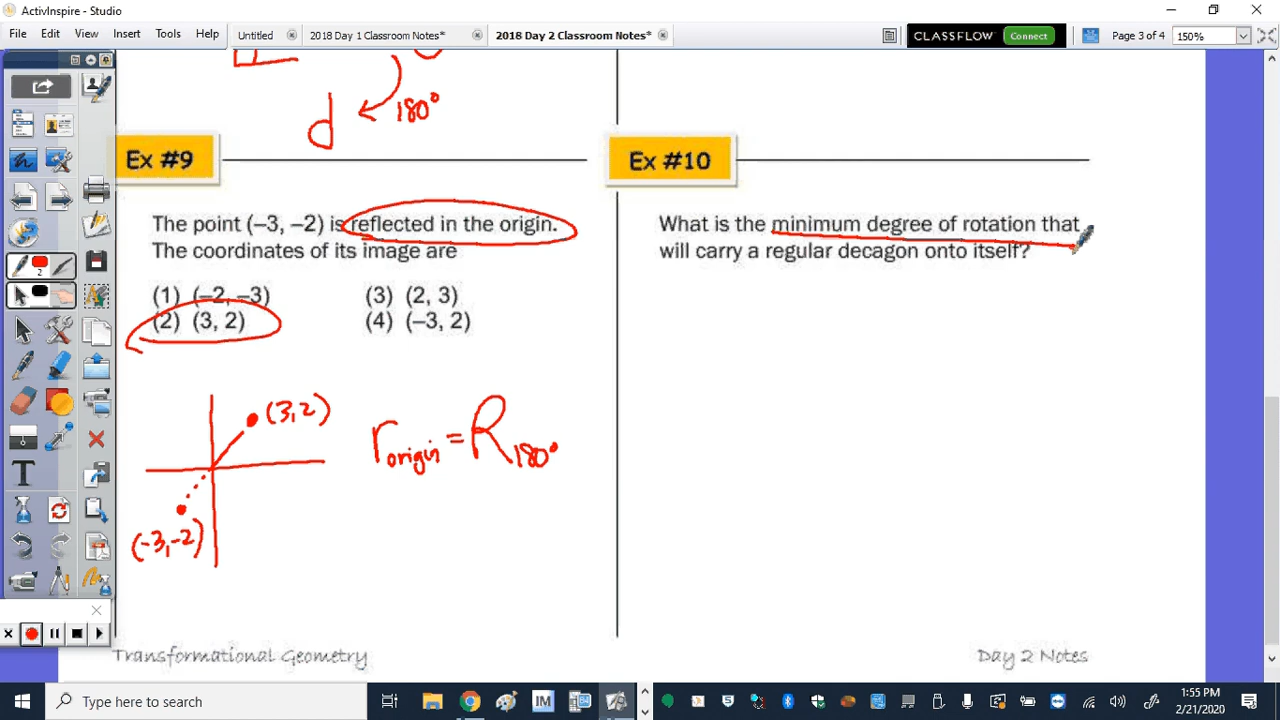 ActivInspire - Studio
File Edit View Insert Tools Help
Untitled
2018 Day 1 Classroom Notes*
2018 Day 2 Classroom Notes*
CLASSFLOW Connect
Page 3 of 4
150%
180°
d
Ex #9
The point (–3, –2) is reflected in the origin.
The coordinates of its image are
(1) (–2, –3)
(3) (2, 3)
(2) (3, 2)
(4) (–3, 2)
(3,2)
(-3,-2)
rorigin = R180°
Ex #10
What is the minimum degree of rotation that
will carry a regular decagon onto itself?
Transformational Geometry
Day 2 Notes
2
T
Type here to search
IM
1:55 PM
2/21/2020